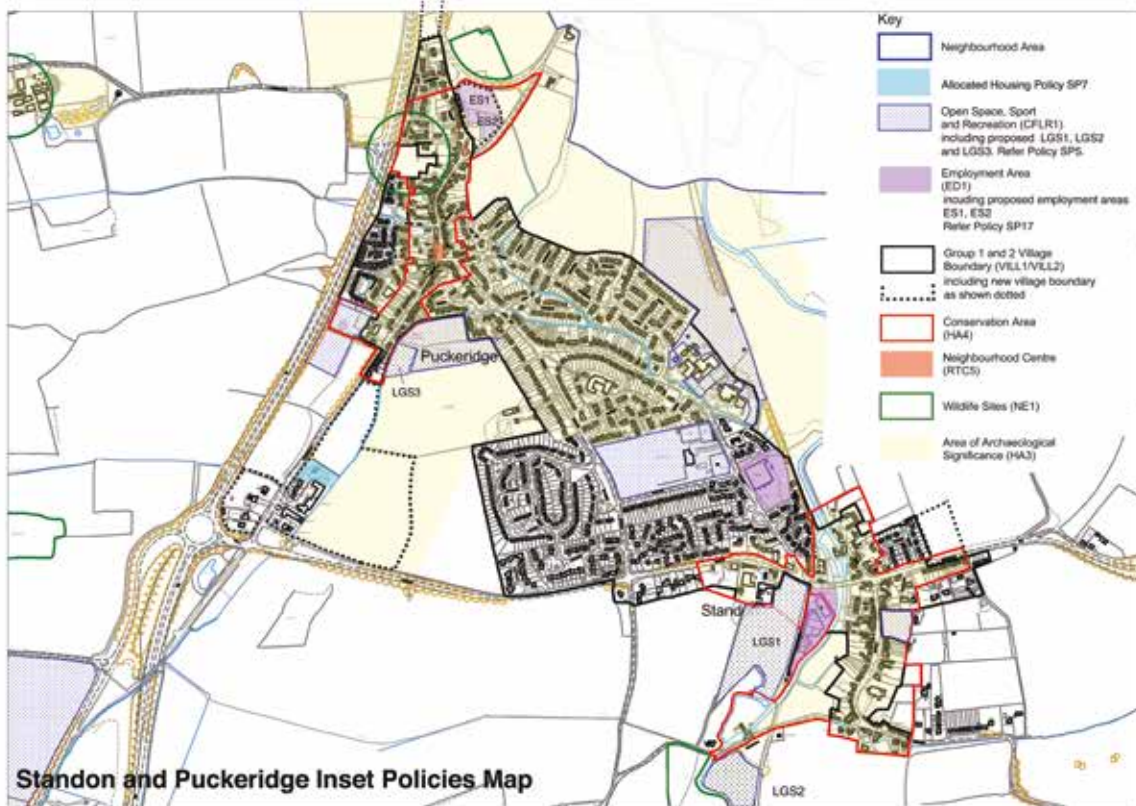 Key
Neighbourhood Area
Allocated Housing Policy SP7
Open Space, Sport
and Recreation (CFLR1)
including proposed LGS1, LGS2
and LGS3. Refer Policy SP5.
Employment Area
(ED1)
incuding proposed employment areas
ES1, ES2
Refer Policy SP17
Group 1 and 2 Village
Boundary (VILL1/VILL2)
including new village boundary
as shown dotted
Conservation Area
(HA4)
Neighbourhood Centre
(RTC5)
Wildlife Sites (NE1)
Area of Archaeological
Significance (HA3)
ES1
ES2
Puckeridge
LGS3
Stand
LGS1
LGS2
Standon and Puckeridge Inset Policies Map